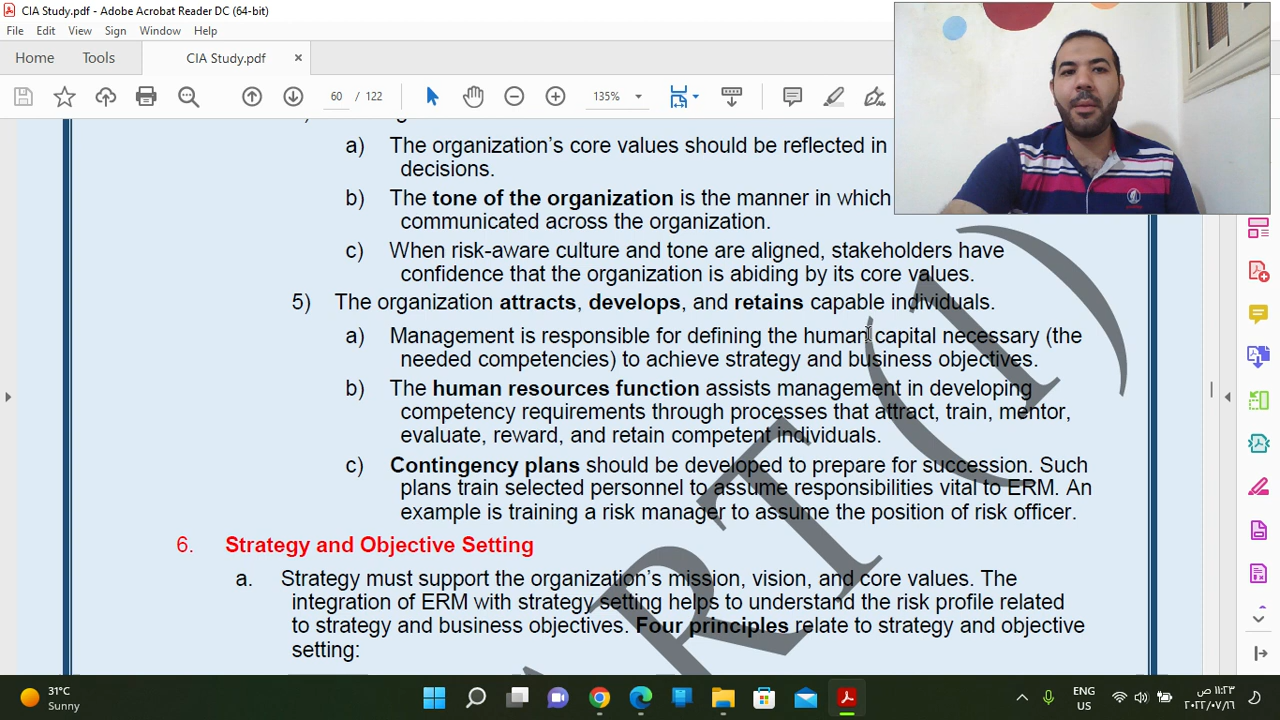 CIA Study.pdf - Adobe Acrobat Reader DC (64-bit)
File Edit View Sign Window Help
Home Tools CIA Study.pdf ×
60 / 122 135%
a) The organization's core values should be reflected in
decisions.
b) The tone of the organization is the manner in which
communicated across the organization.
c) When risk-aware culture and tone are aligned, stakeholders have
confidence that the organization is abiding by its core values.
5) The organization attracts, develops, and retains capable individuals.
a) Management is responsible for defining the human capital necessary (the
needed competencies) to achieve strategy and business objectives.
b) The human resources function assists management in developing
competency requirements through processes that attract, train, mentor,
evaluate, reward, and retain competent individuals.
c) Contingency plans should be developed to prepare for succession. Such
plans train selected personnel to assume responsibilities vital to ERM. An
example is training a risk manager to assume the position of risk officer.
6. Strategy and Objective Setting
a. Strategy must support the organization's mission, vision, and core values. The
integration of ERM with strategy setting helps to understand the risk profile related
to strategy and business objectives. Four principles relate to strategy and objective
setting:
PART (1)
31°C
Sunny
ENG
US
١١:٢٣ ص
٢٠٢٢/٠٧/١٦